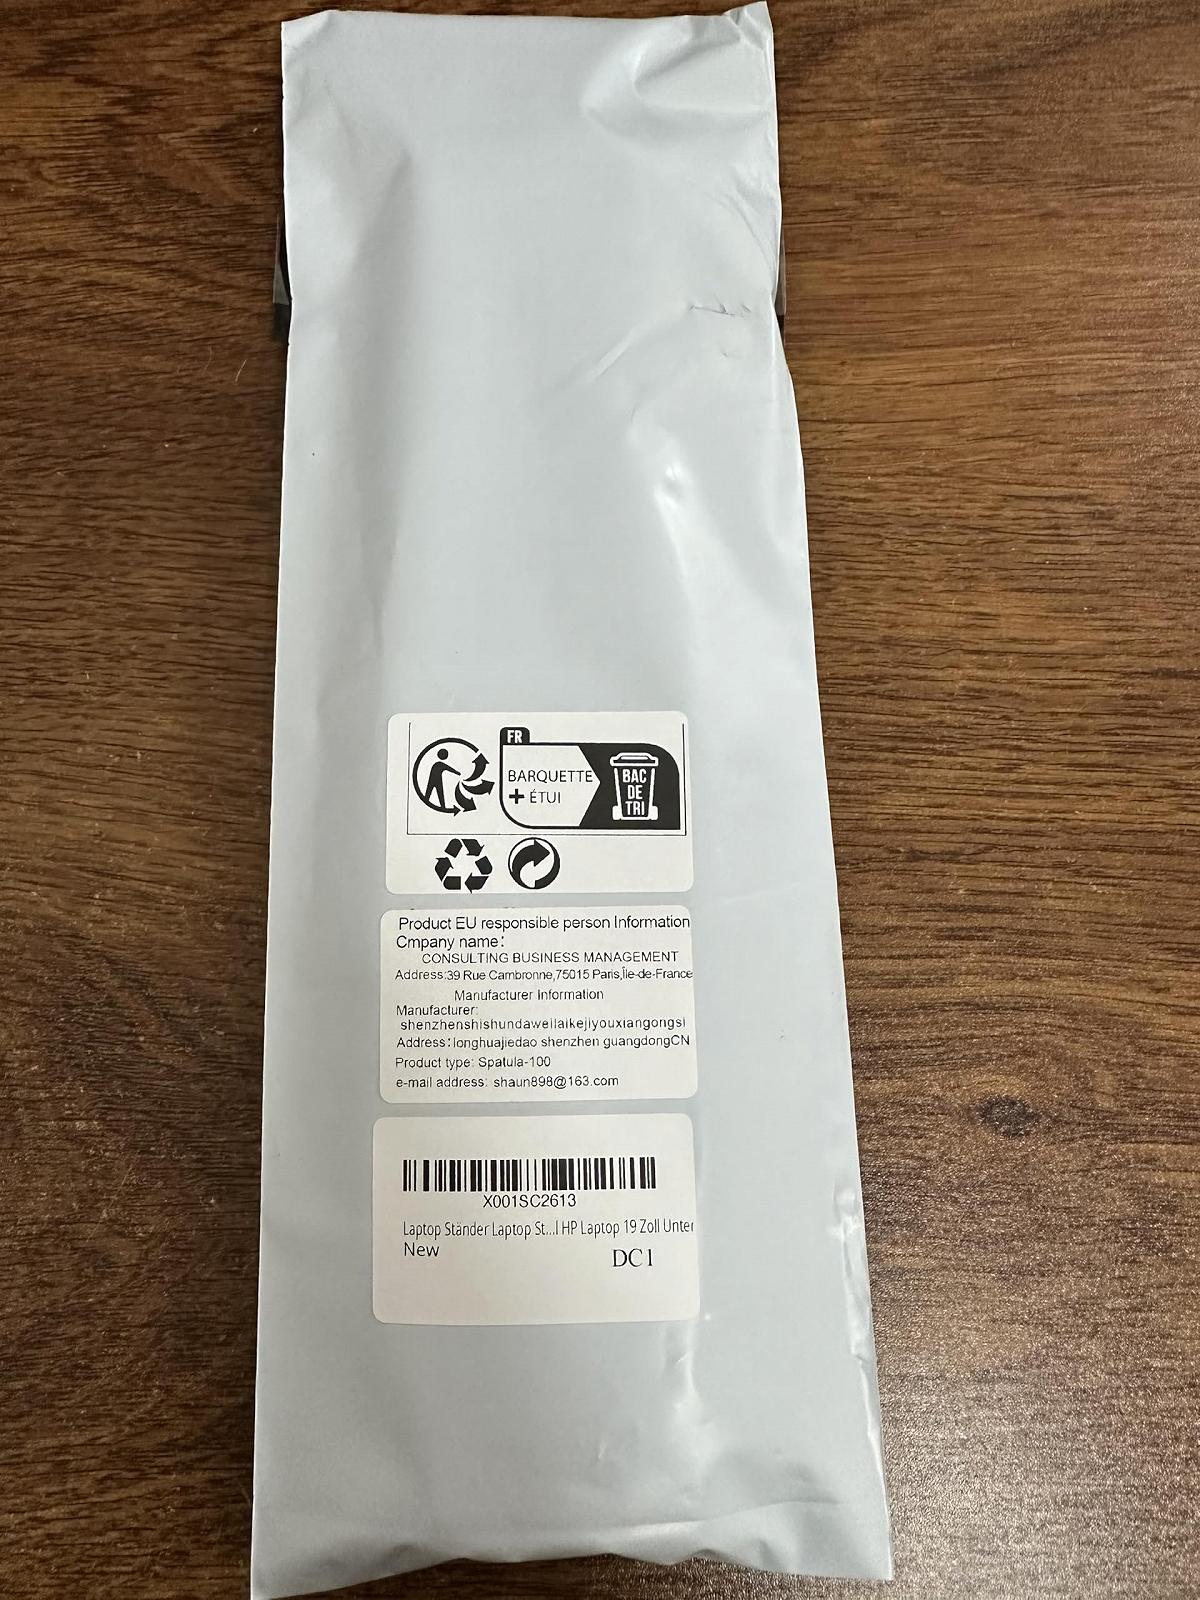 FR
BARQUETTE
+ ÉTUI
BAC
DE
TRI
Product EU responsible person Information
Cmpany name:
CONSULTING BUSINESS MANAGEMENT
Address:39 Rue Cambronne,75015 Paris,Île-de-France
Manufacturer Information
Manufacturer:
shenzhenshishundaweilaikejiyouxiangongsi
Address: longhuajiedao shenzhen guangdongCN
Product type: Spatula-100
e-mail address: shaun898@163.com
X001SC2613
Laptop Ständer Laptop St...l HP Laptop 19 Zoll Unter
New
DC1